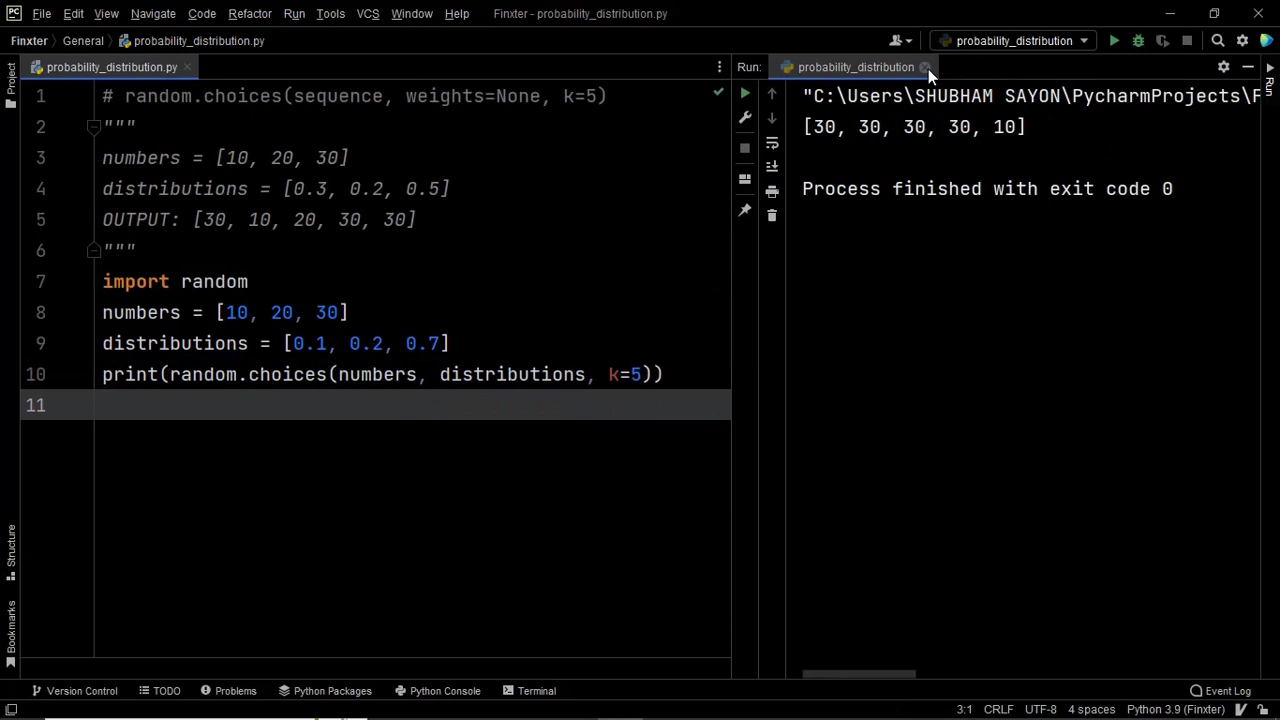 PC File Edit View Navigate Code Refactor Run Tools VCS Window Help Finxter - probability_distribution.py
Finxter General probability_distribution.py probability_distribution
Project
probability_distribution.py
Run: probability_distribution
Run
1 # random.choices(sequence, weights=None, k=5)
2 """
3 numbers = [10, 20, 30]
4 distributions = [0.3, 0.2, 0.5]
5 OUTPUT: [30, 10, 20, 30, 30]
6 """
7 import random
8 numbers = [10, 20, 30]
9 distributions = [0.1, 0.2, 0.7]
10 print(random.choices(numbers, distributions, k=5))
11
"C:\Users\SHUBHAM SAYON\PycharmProjects\F
[30, 30, 30, 30, 10]
Process finished with exit code 0
Structure
Bookmarks
Version Control TODO Problems Python Packages Python Console Terminal Event Log
3:1 CRLF UTF-8 4 spaces Python 3.9 (Finxter)